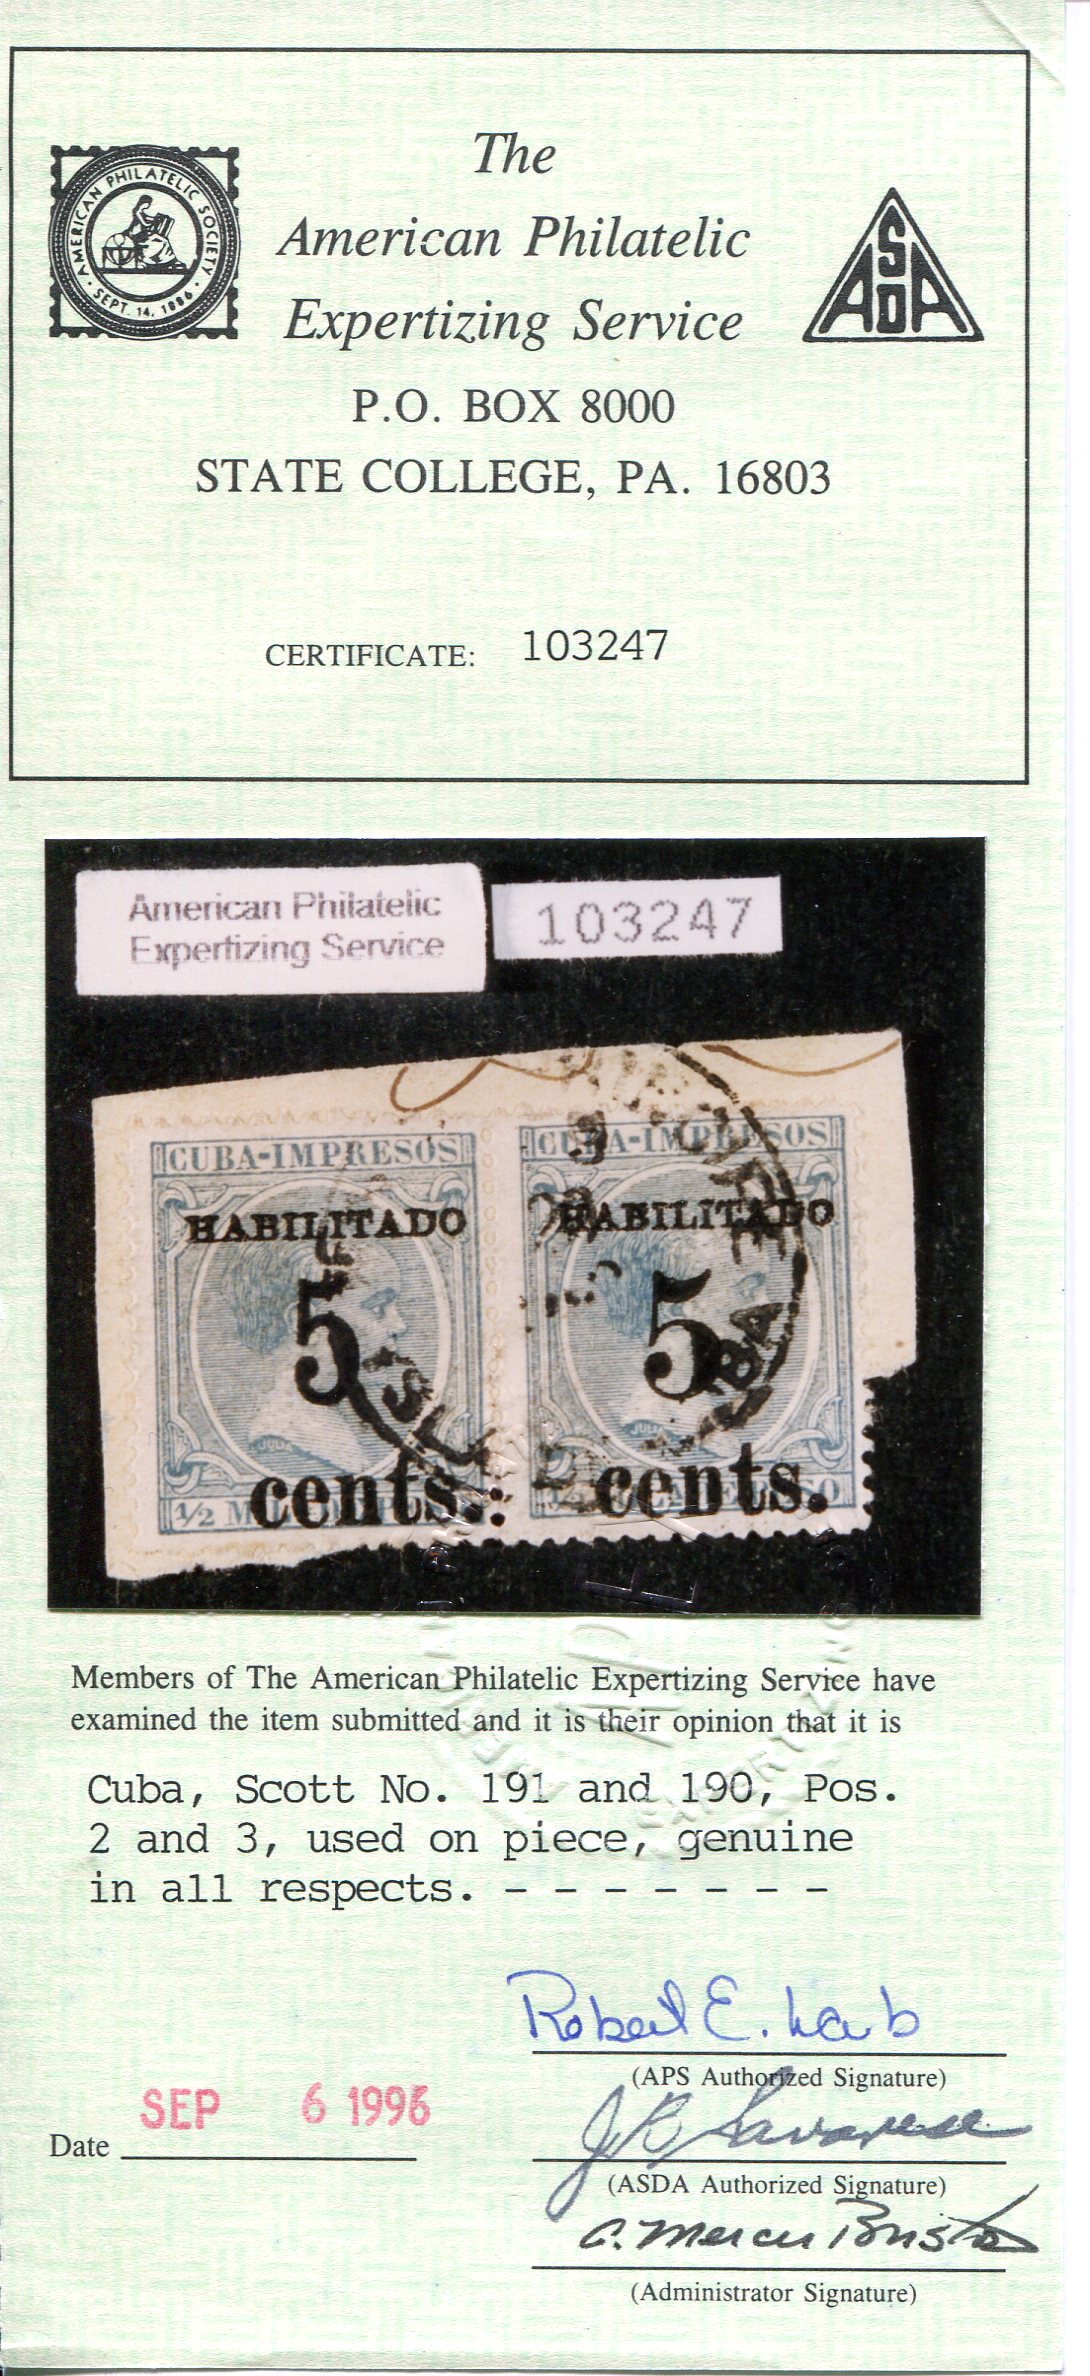 The
American Philatelic
Expertizing Service
AMERICAN PHILATELIC SOCIETY
SEPT. 14, 1886
ASDA
P.O. BOX 8000
STATE COLLEGE, PA. 16803
CERTIFICATE: 103247
American Philatelic
Expertizing Service
103247
CUBA-IMPRESOS
CUBA-IMPRESOS
HABILITADO
HABILITADO
5
5
cents.
cents.
1/2 MIL
Members of The American Philatelic Expertizing Service have
examined the item submitted and it is their opinion that it is
Cuba, Scott No. 191 and 190, Pos.
2 and 3, used on piece, genuine
in all respects. - - - - - - -
Robert E. Lamb
(APS Authorized Signature)
SEP 6 1996
Date
(ASDA Authorized Signature)
(Administrator Signature)